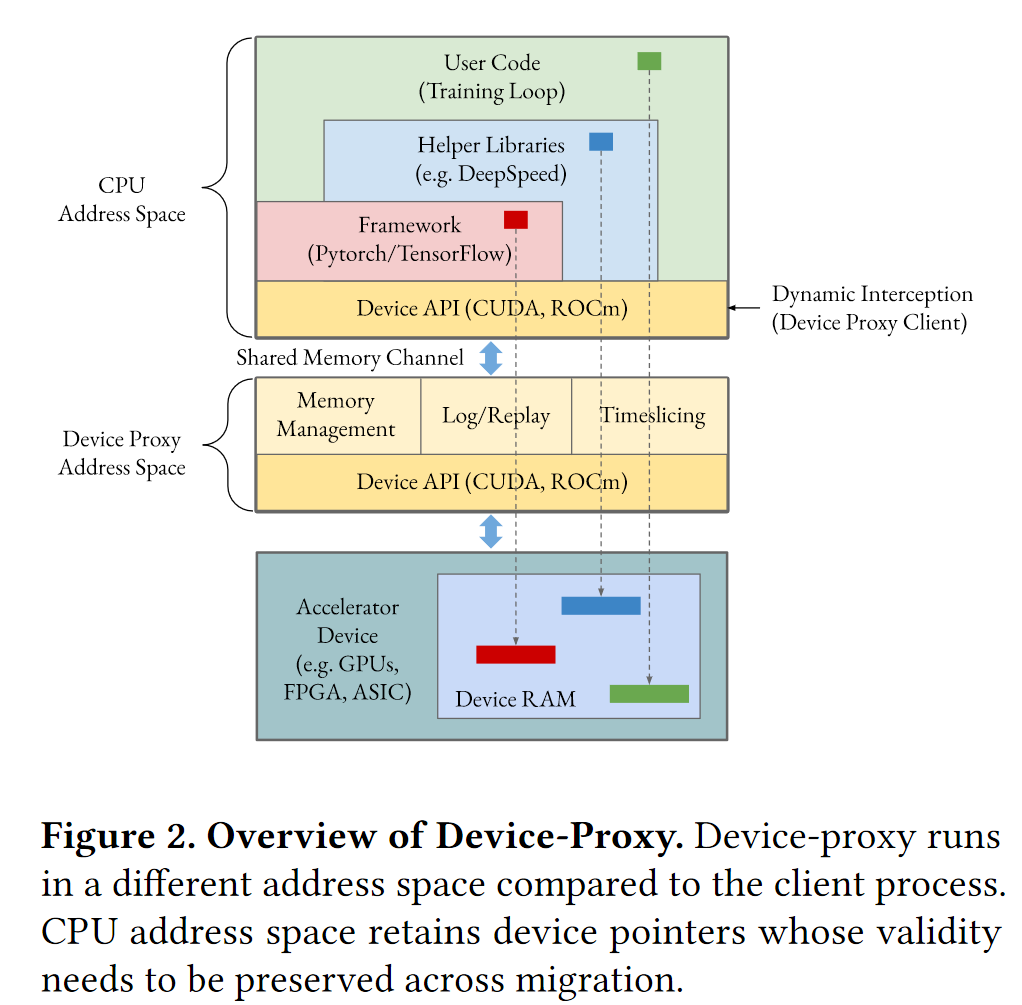 User Code
(Training Loop)
Helper Libraries
(e.g. DeepSpeed)
CPU
Address Space
Framework
(Pytorch/TensorFlow)
Device API (CUDA, ROCm)
Dynamic Interception
(Device Proxy Client)
Shared Memory Channel
Memory
Management
Log/Replay
Timeslicing
Device Proxy
Address Space
Device API (CUDA, ROCm)
Accelerator
Device
(e.g. GPUs,
FPGA, ASIC)
Device RAM
Figure 2. Overview of Device-Proxy. Device-proxy runs
in a different address space compared to the client process.
CPU address space retains device pointers whose validity
needs to be preserved across migration.